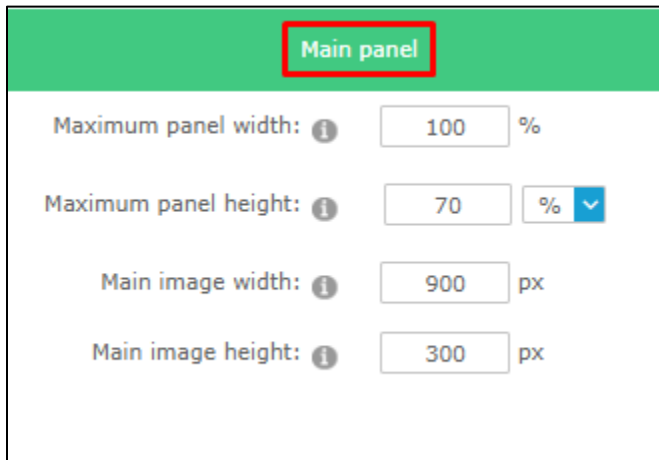 Main panel
Maximum panel width: 100 %
Maximum panel height: 70 %
Main image width: 900 px
Main image height: 300 px